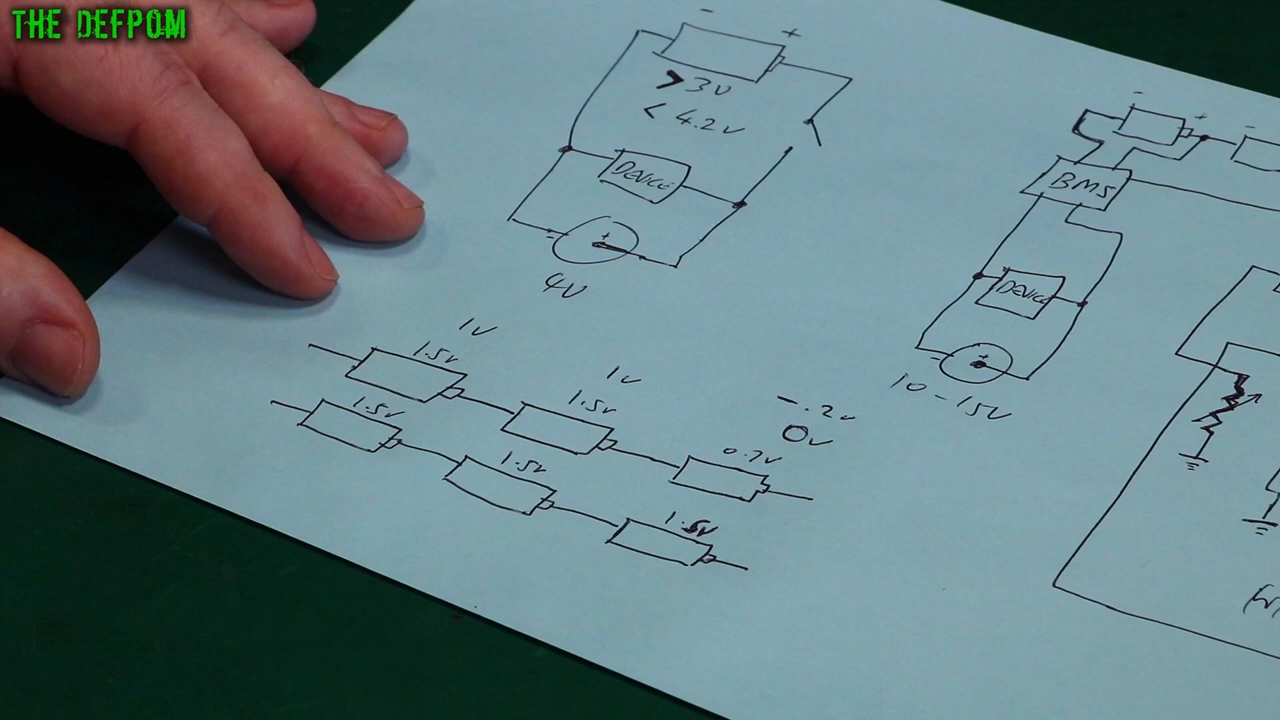 THE DEFPOM
- +
>3V
<4.2V
DEVICE
- +
4V
1V
1.5V
1V
1.5V
-.2V
0V
0.7V
1.5V
1.5V
1.5V
- + -
BMS
DEVICE
- +
10-15V